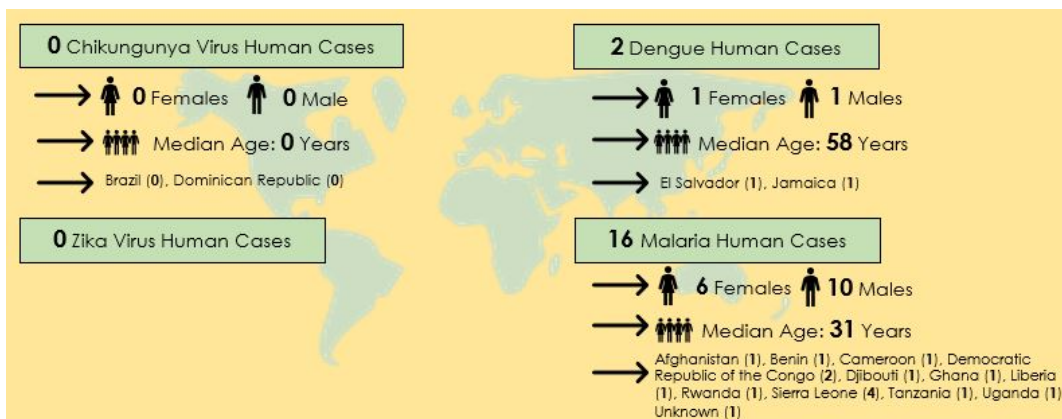 0 Chikungunya Virus Human Cases
0 Females 0 Male
Median Age: 0 Years
Brazil (0), Dominican Republic (0)
0 Zika Virus Human Cases
2 Dengue Human Cases
1 Females 1 Males
Median Age: 58 Years
El Salvador (1), Jamaica (1)
16 Malaria Human Cases
6 Females 10 Males
Median Age: 31 Years
Afghanistan (1), Benin (1), Cameroon (1), Democratic
Republic of the Congo (2), Djibouti (1), Ghana (1), Liberia
(1), Rwanda (1), Sierra Leone (4), Tanzania (1), Uganda (1)
Unknown (1)